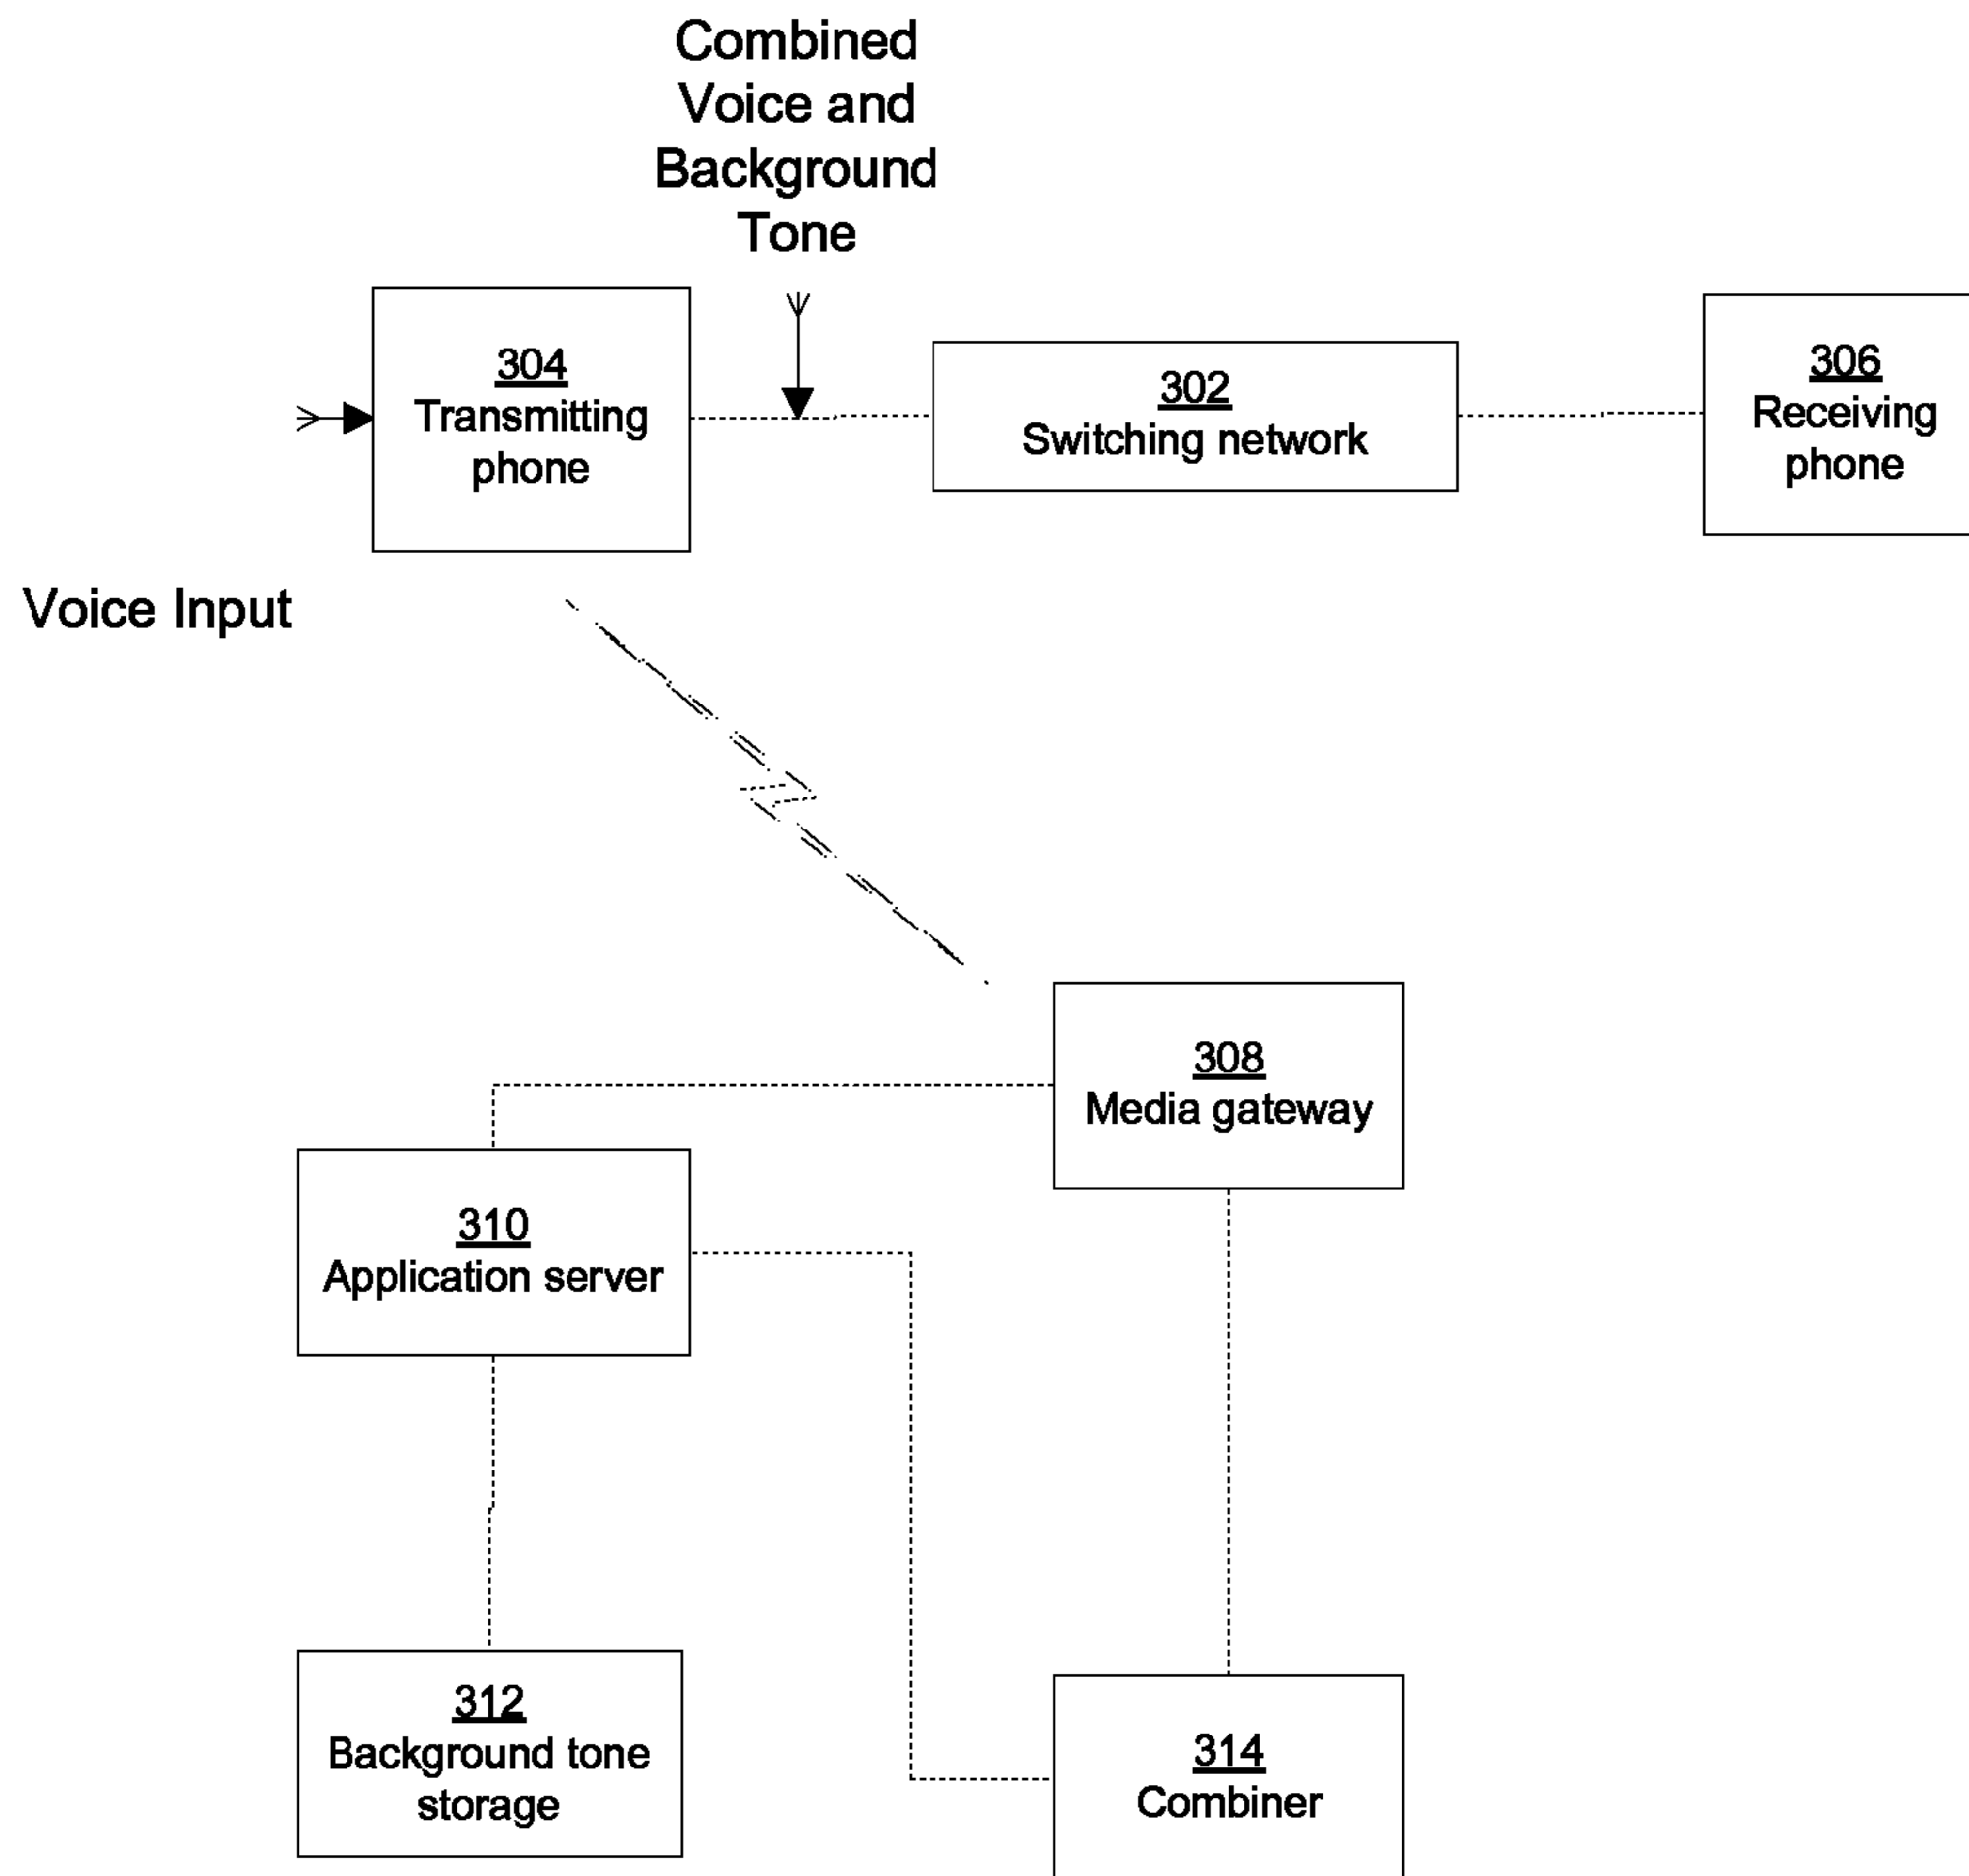 Combined
Voice and
Background
Tone
304
Transmitting
phone
302
Switching network
306
Receiving
phone
Voice Input
308
Media gateway
310
Application server
312
Background tone
storage
314
Combiner